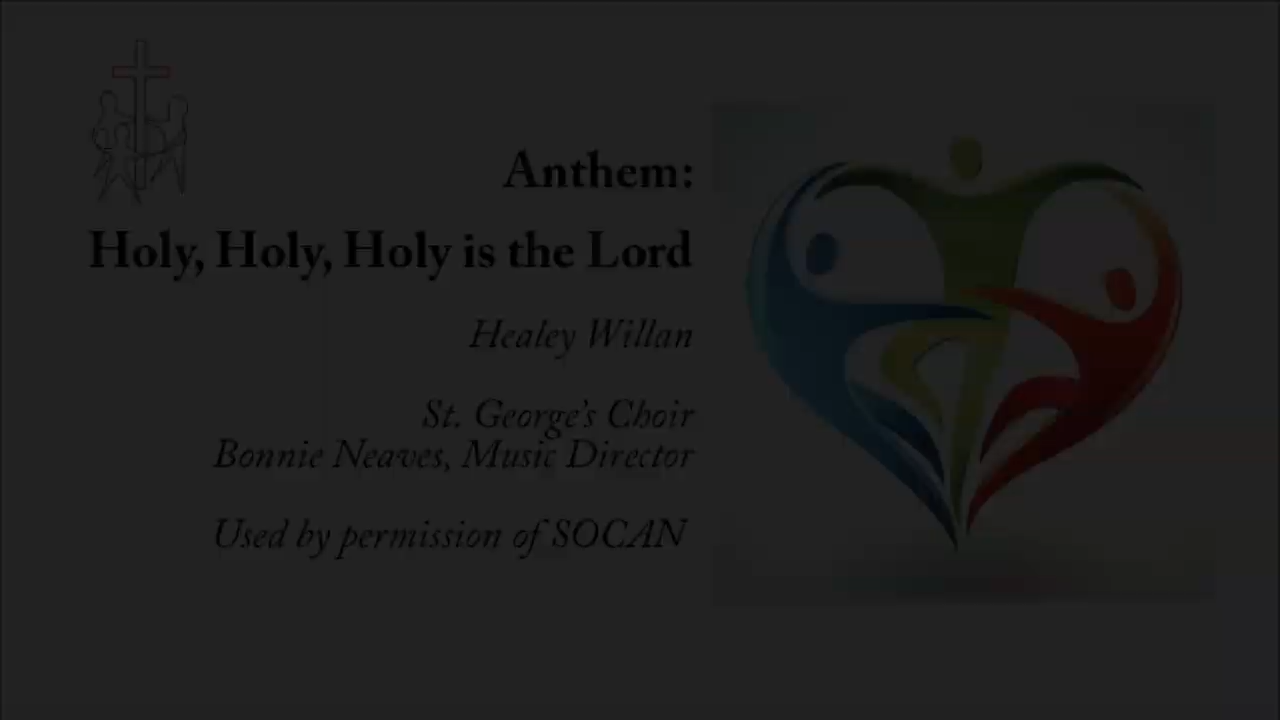 Anthem:
Holy, Holy, Holy is the Lord
Healey Willan
St. George's Choir
Bonnie Neaves, Music Director
Used by permission of SOCAN